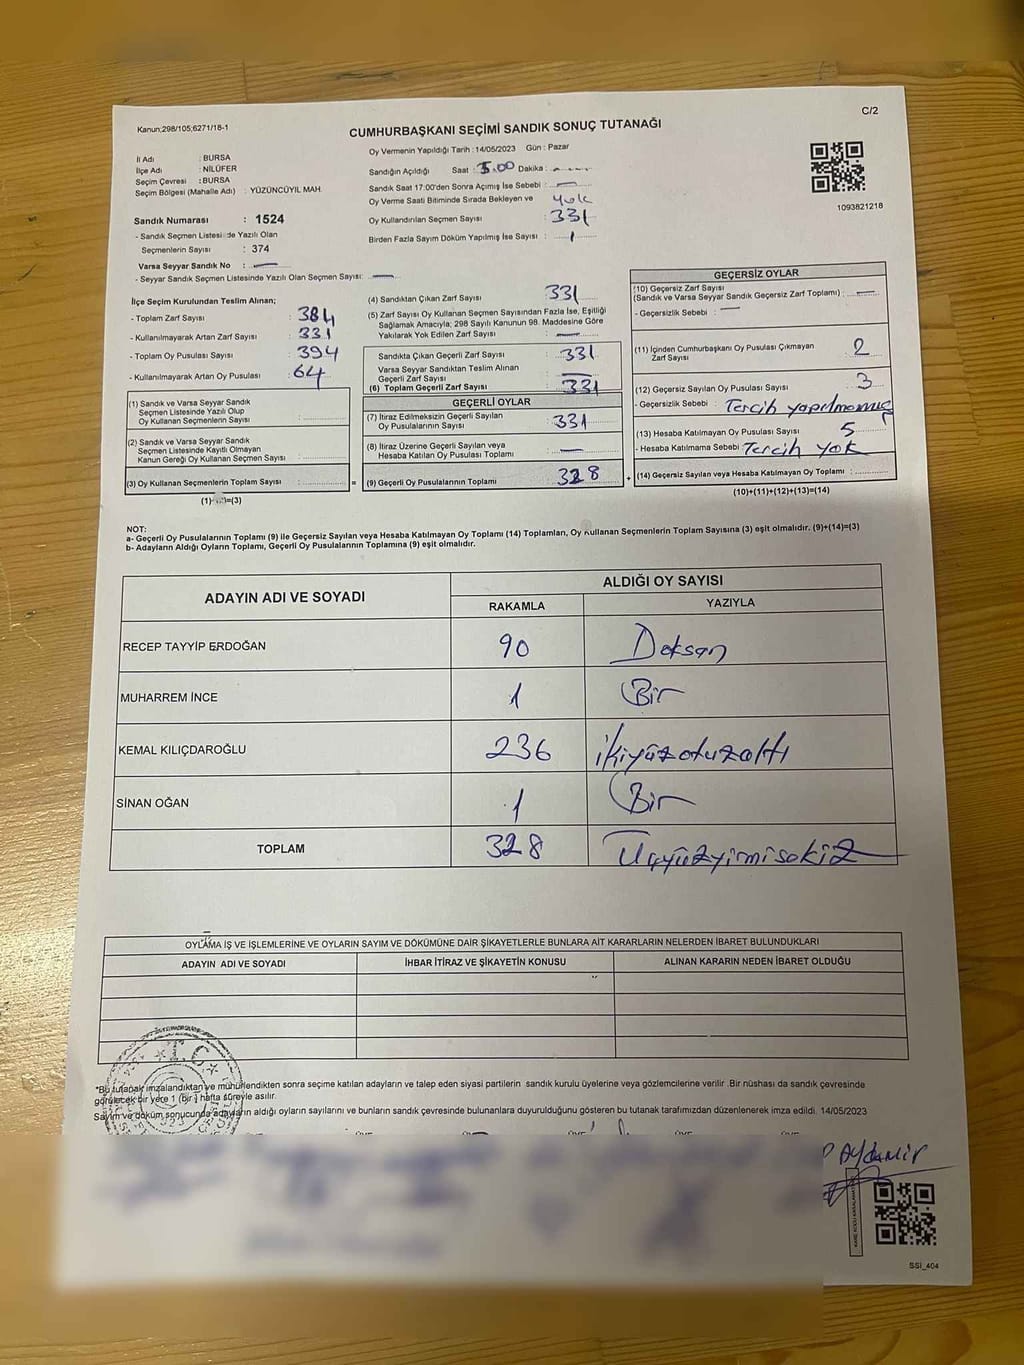 Kanun;298/105;6271/18-1
C/2
CUMHURBAŞKANI SEÇİMİ SANDIK SONUÇ TUTANAĞI
İl Adı : BURSA
İlçe Adı : NİLÜFER
Seçim Çevresi : BURSA
Seçim Bölgesi (Mahalle Adı) : YÜZÜNCÜYIL MAH.
Sandık Numarası : 1524
- Sandık Seçmen Listesi de Yazılı Olan
Seçmenlerin Sayısı : 374
Varsa Seyyar Sandık No : —
- Seyyar Sandık Seçmen Listesinde Yazılı Olan Seçmen Sayısı: —
Oy Vermenin Yapıldığı Tarih : 14/05/2023 Gün : Pazar
Sandığın Açıldığı Saat : 5.00 Dakika :
Sandık Saat 17:00'den Sonra Açımış İse Sebebi : —
Oy Verme Saati Bitiminde Sırada Bekleyen ve Yok
Oy Kullandırılan Seçmen Sayısı : 331
Birden Fazla Sayım Döküm Yapılmış İse Sayısı : 1
1093821218
İlçe Seçim Kurulundan Teslim Alınan;
- Toplam Zarf Sayısı : 384
- Kullanılmayarak Artan Zarf Sayısı : 331
- Toplam Oy Pusulası Sayısı : 394
- Kullanılmayarak Artan Oy Pusulası : 64
(1) Sandık ve Varsa Seyyar Sandık
Seçmen Listesinde Yazılı Olup
Oy Kullanan Seçmenlerin Sayısı :
(2) Sandık ve Varsa Seyyar Sandık
Seçmen Listesinde Kayıtlı Olmayan
Kanun Gereği Oy Kullanan Seçmen Sayısı :
(3) Oy Kullanan Seçmenlerin Toplam Sayısı : =
(4) Sandıktan Çıkan Zarf Sayısı 331
(5) Zarf Sayısı Oy Kullanan Seçmen Sayısından Fazla İse, Eşitliği
Sağlamak Amacıyla; 298 Sayılı Kanunun 98. Maddesine Göre
Yakılarak Yok Edilen Zarf Sayısı : —
Sandıkta Çıkan Geçerli Zarf Sayısı : 331
Varsa Seyyar Sandıktan Teslim Alınan
Geçerli Zarf Sayısı : —
(6) Toplam Geçerli Zarf Sayısı : 331
GEÇERLİ OYLAR
(7) İtiraz Edilmeksizin Geçerli Sayılan
Oy Pusulalarının Sayısı : 331
(8) İtiraz Üzerine Geçerli Sayılan veya
Hesaba Katılan Oy Pusulası Toplamı : —
(9) Geçerli Oy Pusulalarının Toplamı : 328 +
GEÇERSİZ OYLAR
(10) Geçersiz Zarf Sayısı
(Sandık ve Varsa Seyyar Sandık Geçersiz Zarf Toplamı) : —
- Geçersizlik Sebebi : —
(11) İçinden Cumhurbaşkanı Oy Pusulası Çıkmayan
Zarf Sayısı : 2
(12) Geçersiz Sayılan Oy Pusulası Sayısı : 3
- Geçersizlik Sebebi : Tercih yapılmamış
(13) Hesaba Katılmayan Oy Pusulası Sayısı 5
- Hesaba Katılmama Sebebi Tercih yok
(14) Geçersiz Sayılan veya Hesaba Katılmayan Oy Toplamı :
(10)+(11)+(12)+(13)=(14)
NOT:
a- Geçerli Oy Pusulalarının Toplamı (9) ile Geçersiz Sayılan veya Hesaba Katılmayan Oy Toplamı (14) Toplamları, Oy Kullanan Seçmenlerin Toplam Sayısına (3) eşit olmalıdır. (9)+(14)=(3)
b- Adayların Aldığı Oyların Toplamı, Geçerli Oy Pusulalarının Toplamına (9) eşit olmalıdır.
ADAYIN ADI VE SOYADI
ALDIĞI OY SAYISI
RAKAMLA YAZIYLA
RECEP TAYYİP ERDOĞAN 90 Doksan
MUHARREM İNCE 1 Bir
KEMAL KILIÇDAROĞLU 236 ikiyüzotuzaltı
SİNAN OĞAN 1 Bir
TOPLAM 328 Üçyüzyirmisekiz
OYLAMA İŞ VE İŞLEMLERİNE VE OYLARIN SAYIM VE DÖKÜMÜNE DAİR ŞİKAYETLERLE BUNLARA AİT KARARLARIN NELERDEN İBARET BULUNDUKLARI
ADAYIN ADI VE SOYADI İHBAR İTİRAZ VE ŞİKAYETİN KONUSU ALINAN KARARIN NEDEN İBARET OLDUĞU
T.C.
*Bu tutanak imzalandıktan ve mühürlendikten sonra seçime katılan adayların ve talep eden siyasi partilerin sandık kurulu üyelerine veya gözlemcilerine verilir .Bir nüshası da sandık çevresinde
görülecek bir yere 1 (bir ) hafta süreyle asılır.
Sayım ve döküm sonucunda adayların aldığı oyların sayılarını ve bunların sandık çevresinde bulunanlara duyurulduğunu gösteren bu tutanak tarafımızdan düzenlenerek imza edildi. 14/05/2023
Aydemir
SSİ_404